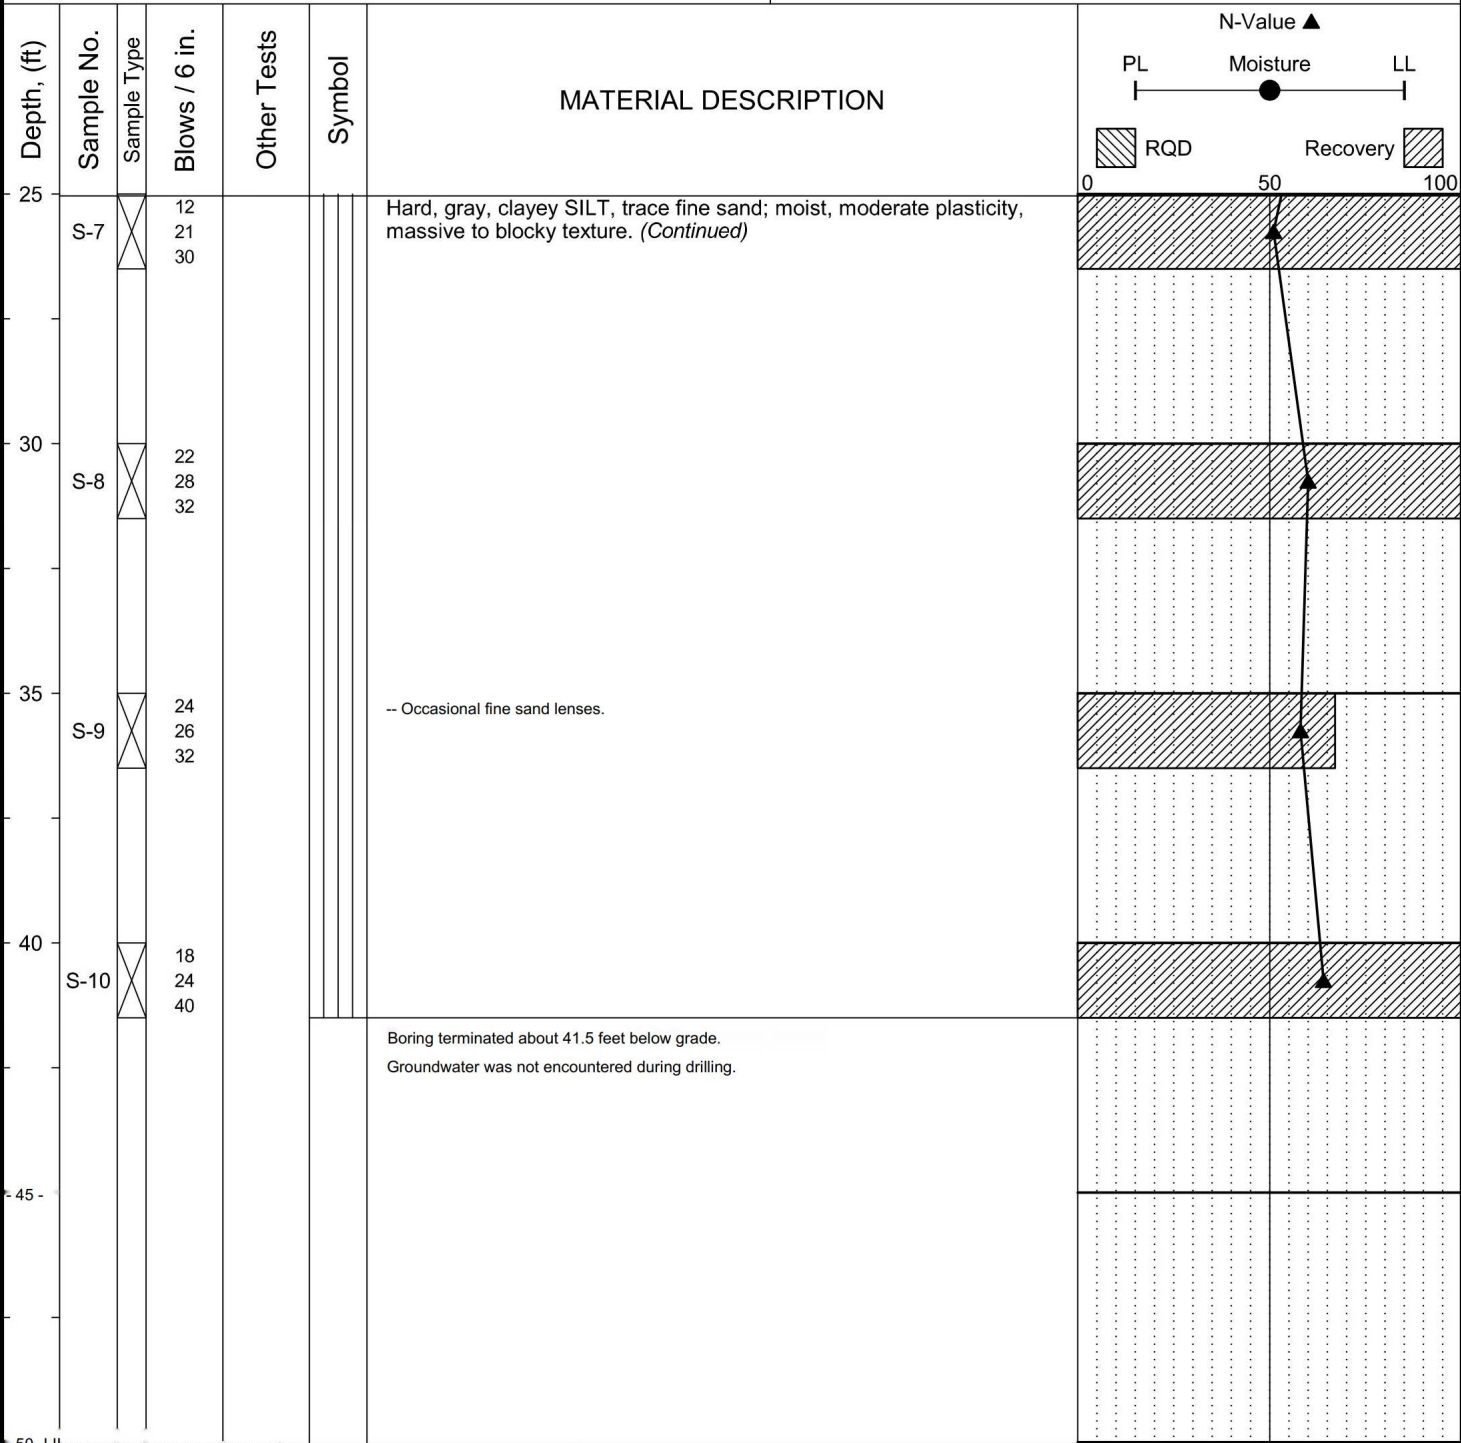 Depth, (ft)
Sample No.
Sample Type
Blows / 6 in.
Other Tests
Symbol
MATERIAL DESCRIPTION
N-Value
PL Moisture LL
RQD Recovery
0 50 100
25
S-7
12
21
30
Hard, gray, clayey SILT, trace fine sand; moist, moderate plasticity,
massive to blocky texture. (Continued)
30
S-8
22
28
32
35
S-9
24
26
32
-- Occasional fine sand lenses.
40
S-10
18
24
40
Boring terminated about 41.5 feet below grade.
Groundwater was not encountered during drilling.
- 45 -